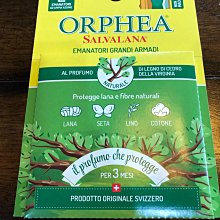 ORPHEA
SALVALANA
EMANATORI GRANDI ARMADI
AL PROFUMO
DI LEGNO DI CEDRO
DELLA VIRGINIA
NATURALE
Protegge lana e fibre naturali
LANA SETA LINO COTONE
il profumo che protegge
PER 3 MESI
PRODOTTO ORIGINALE SVIZZERO